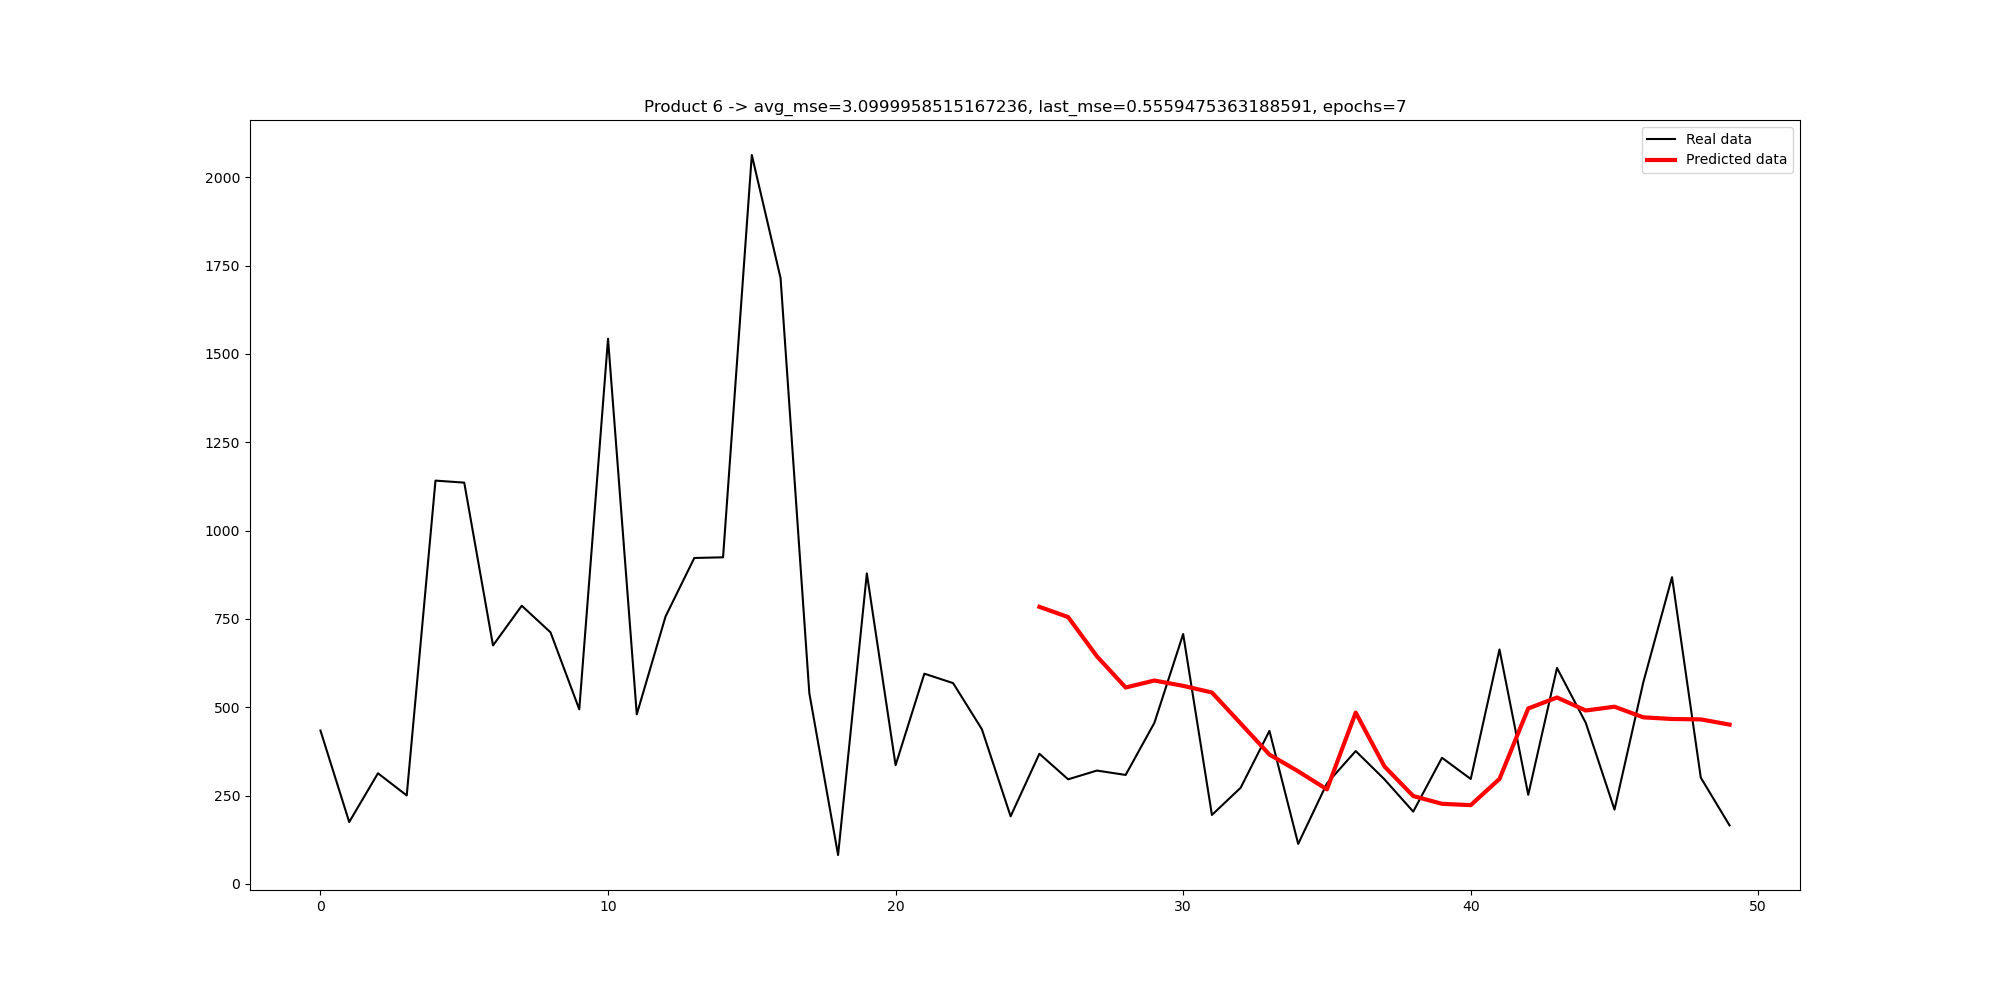 Product 6 -> avg_mse=3.0999958515167236, last_mse=0.5559475363188591, epochs=7
Real data
Predicted data
2000
1750
1500
1250
1000
750
500
250
0
0 10 20 30 40 50